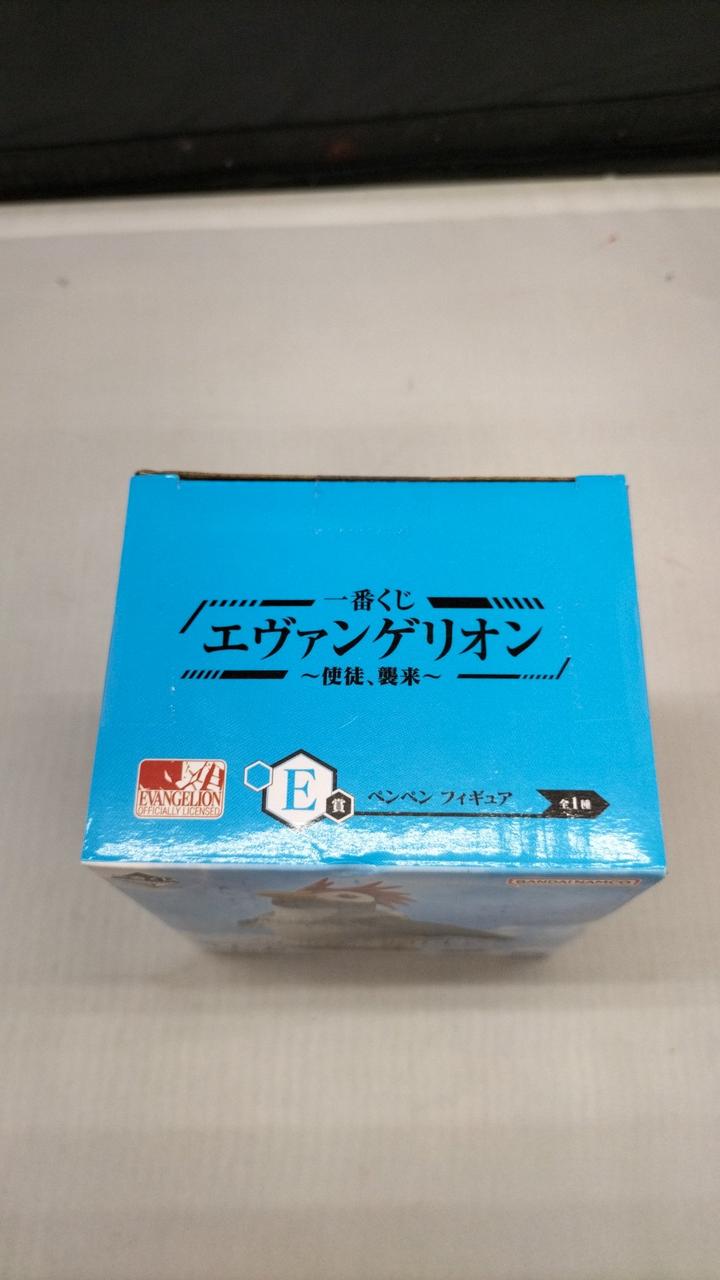 一番くじ
エヴァンゲリオン
～使徒、襲来～
EVANGELION
OFFICIALLY LICENSED
E
賞
ペンペン フィギュア
全1種
BANDAI NAMCO